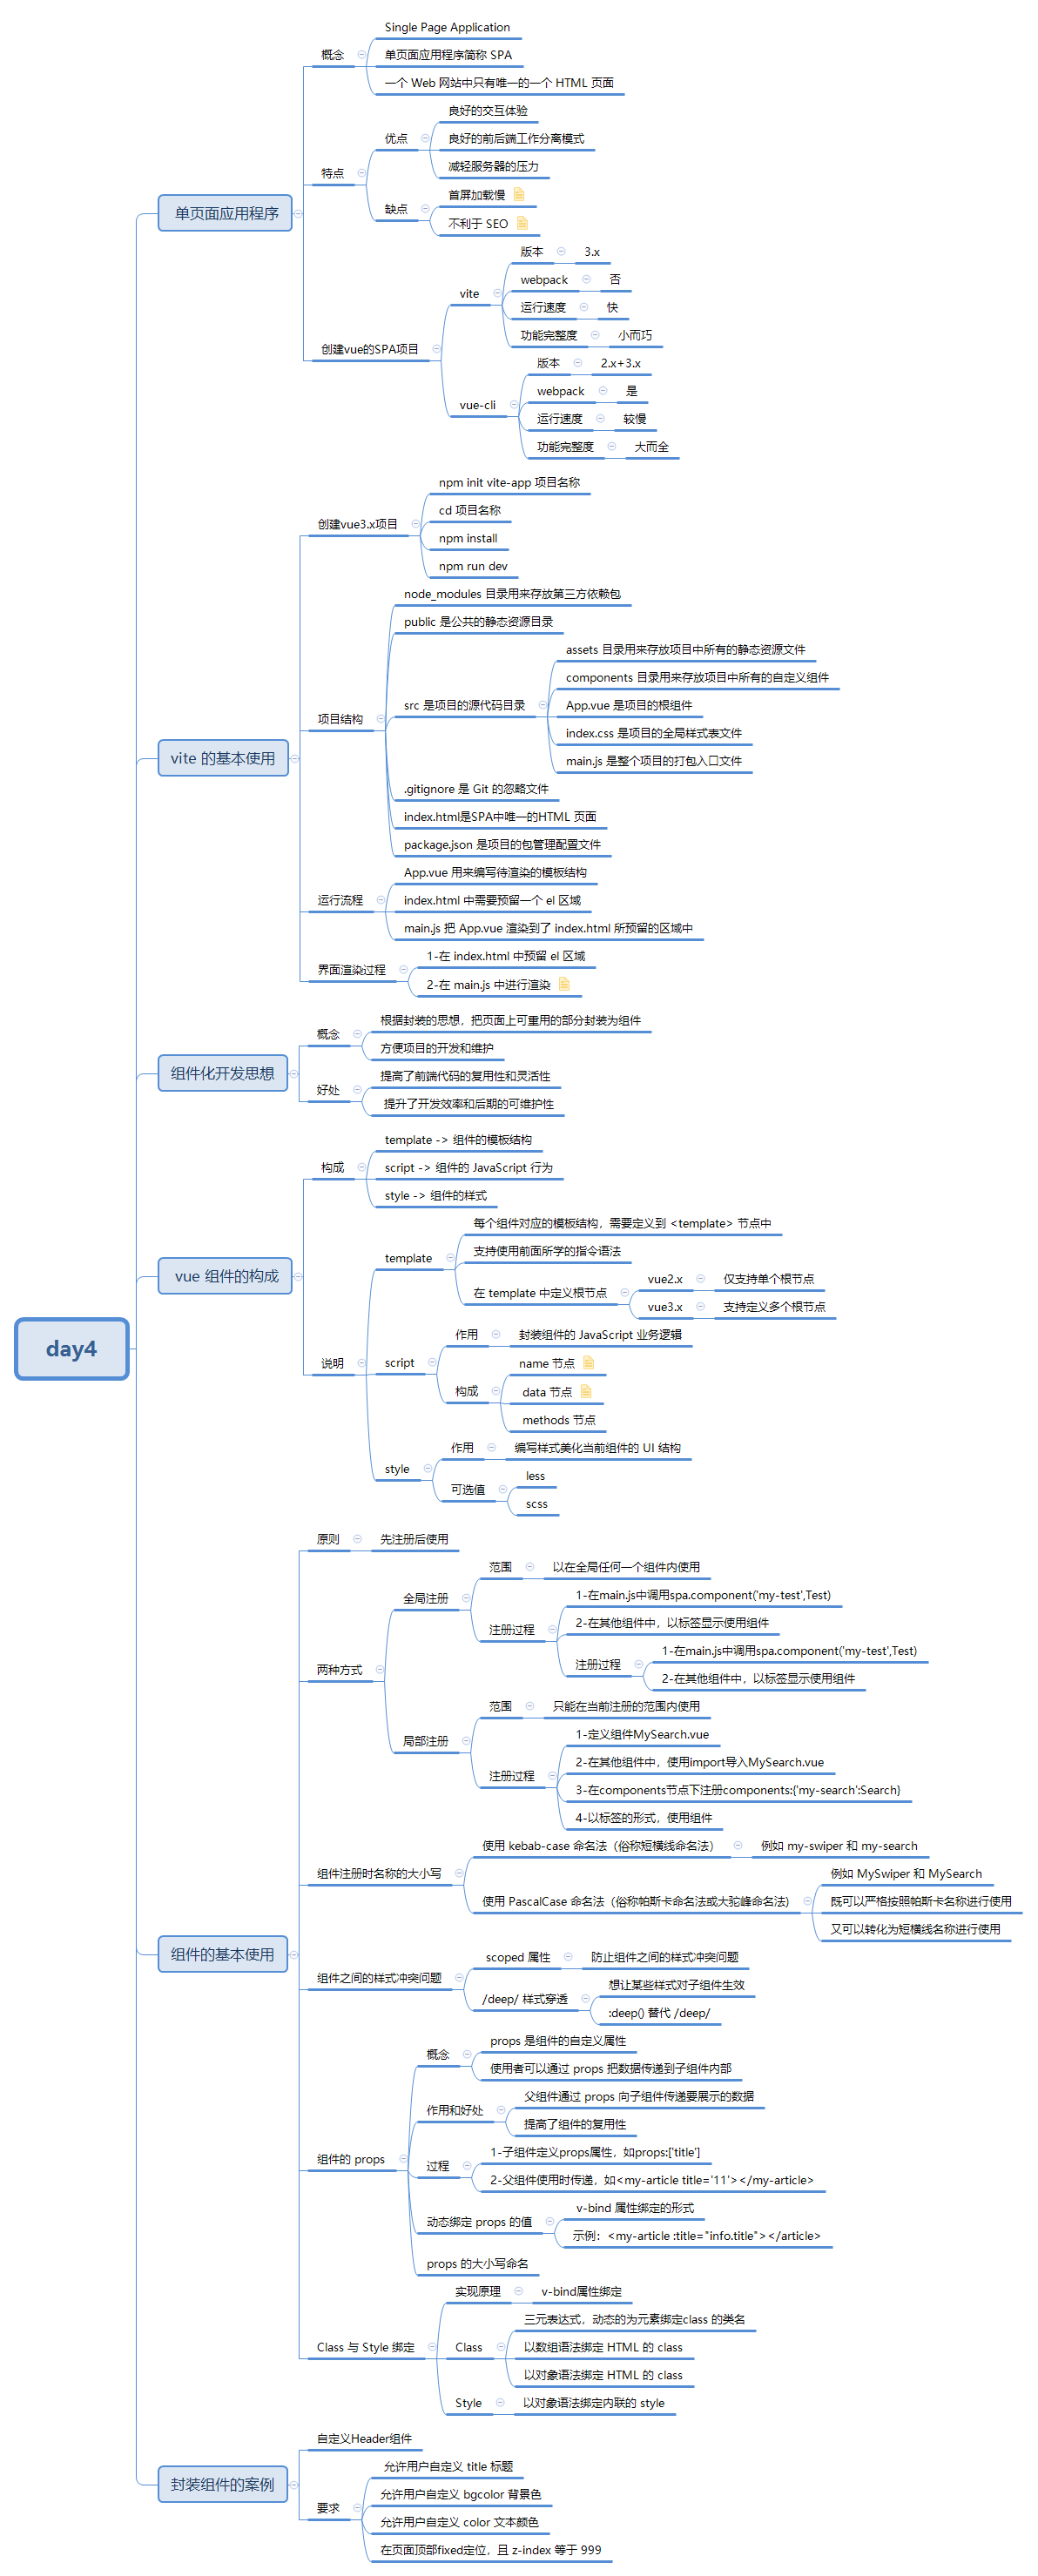 day4
单页面应用程序
概念
Single Page Application
单页面应用程序简称 SPA
一个 Web 网站中只有唯一的一个 HTML 页面
特点
优点
良好的交互体验
良好的前后端工作分离模式
减轻服务器的压力
缺点
首屏加载慢
不利于 SEO
创建vue的SPA项目
vite
版本
3.x
webpack
否
运行速度
快
功能完整度
小而巧
vue-cli
版本
2.x+3.x
webpack
是
运行速度
较慢
功能完整度
大而全
vite 的基本使用
创建vue3.x项目
npm init vite-app 项目名称
cd 项目名称
npm install
npm run dev
项目结构
node_modules 目录用来存放第三方依赖包
public 是公共的静态资源目录
src 是项目的源代码目录
assets 目录用来存放项目中所有的静态资源文件
components 目录用来存放项目中所有的自定义组件
App.vue 是项目的根组件
index.css 是项目的全局样式表文件
main.js 是整个项目的打包入口文件
.gitignore 是 Git 的忽略文件
index.html是SPA中唯一的HTML 页面
package.json 是项目的包管理配置文件
运行流程
App.vue 用来编写待渲染的模板结构
index.html 中需要预留一个 el 区域
main.js 把 App.vue 渲染到了 index.html 所预留的区域中
界面渲染过程
1-在 index.html 中预留 el 区域
2-在 main.js 中进行渲染
组件化开发思想
概念
根据封装的思想，把页面上可重用的部分封装为组件
方便项目的开发和维护
好处
提高了前端代码的复用性和灵活性
提升了开发效率和后期的可维护性
vue 组件的构成
构成
template -> 组件的模板结构
script -> 组件的 JavaScript 行为
style -> 组件的样式
说明
template
每个组件对应的模板结构，需要定义到 <template> 节点中
支持使用前面所学的指令语法
在 template 中定义根节点
vue2.x
仅支持单个根节点
vue3.x
支持定义多个根节点
script
作用
封装组件的 JavaScript 业务逻辑
构成
name 节点
data 节点
methods 节点
style
作用
编写样式美化当前组件的 UI 结构
可选值
less
scss
组件的基本使用
原则
先注册后使用
两种方式
全局注册
范围
以在全局任何一个组件内使用
注册过程
1-在main.js中调用spa.component('my-test',Test)
2-在其他组件中，以标签显示使用组件
注册过程
1-在main.js中调用spa.component('my-test',Test)
2-在其他组件中，以标签显示使用组件
局部注册
范围
只能在当前注册的范围内使用
注册过程
1-定义组件MySearch.vue
2-在其他组件中，使用import导入MySearch.vue
3-在components节点下注册components:{'my-search':Search}
4-以标签的形式，使用组件
组件注册时名称的大小写
使用 kebab-case 命名法（俗称短横线命名法）
例如 my-swiper 和 my-search
使用 PascalCase 命名法（俗称帕斯卡命名法或大驼峰命名法）
例如 MySwiper 和 MySearch
既可以严格按照帕斯卡名称进行使用
又可以转化为短横线名称进行使用
组件之间的样式冲突问题
scoped 属性
防止组件之间的样式冲突问题
/deep/ 样式穿透
想让某些样式对子组件生效
:deep() 替代 /deep/
组件的 props
概念
props 是组件的自定义属性
使用者可以通过 props 把数据传递到子组件内部
作用和好处
父组件通过 props 向子组件传递要展示的数据
提高了组件的复用性
过程
1-子组件定义props属性，如props:['title']
2-父组件使用时传递，如<my-article title='11'></my-article>
动态绑定 props 的值
v-bind 属性绑定的形式
示例：<my-article :title="info.title"></article>
props 的大小写命名
Class 与 Style 绑定
实现原理
v-bind属性绑定
Class
三元表达式，动态的为元素绑定class 的类名
以数组语法绑定 HTML 的 class
以对象语法绑定 HTML 的 class
Style
以对象语法绑定内联的 style
封装组件的案例
自定义Header组件
要求
允许用户自定义 title 标题
允许用户自定义 bgcolor 背景色
允许用户自定义 color 文本颜色
在页面顶部fixed定位，且 z-index 等于 999